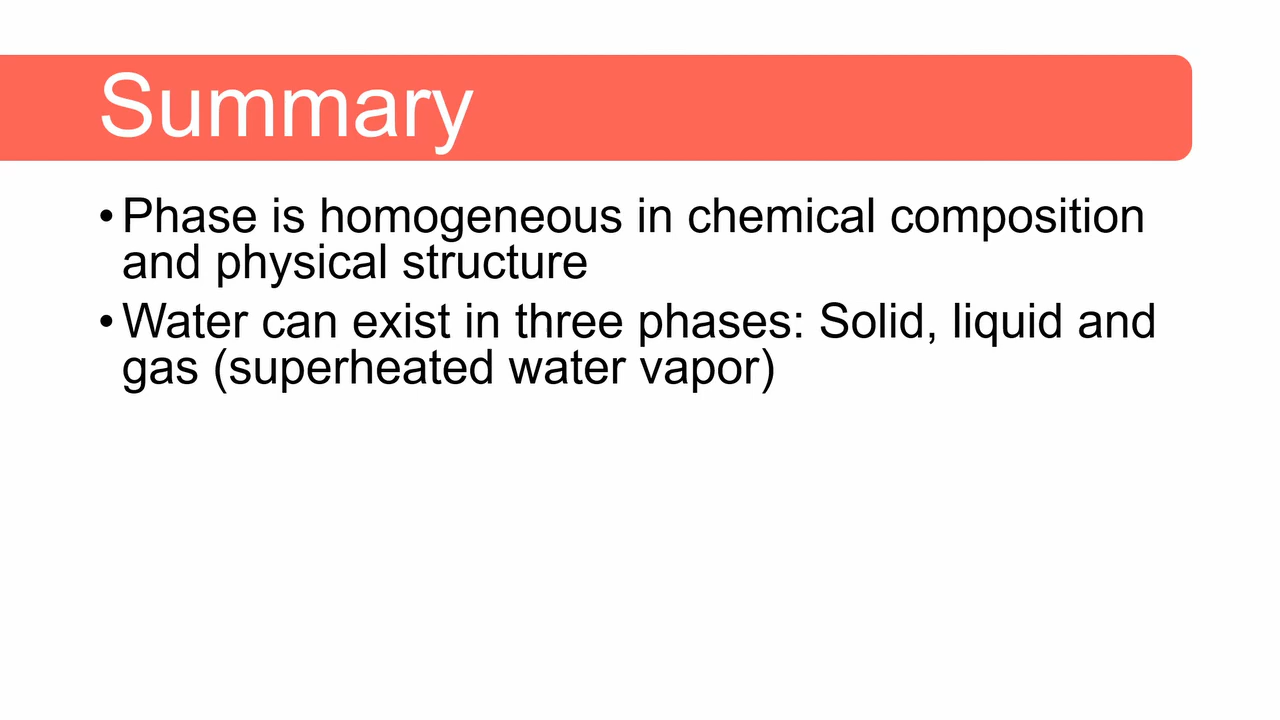 Summary
•Phase is homogeneous in chemical composition
and physical structure
•Water can exist in three phases: Solid, liquid and
gas (superheated water vapor)